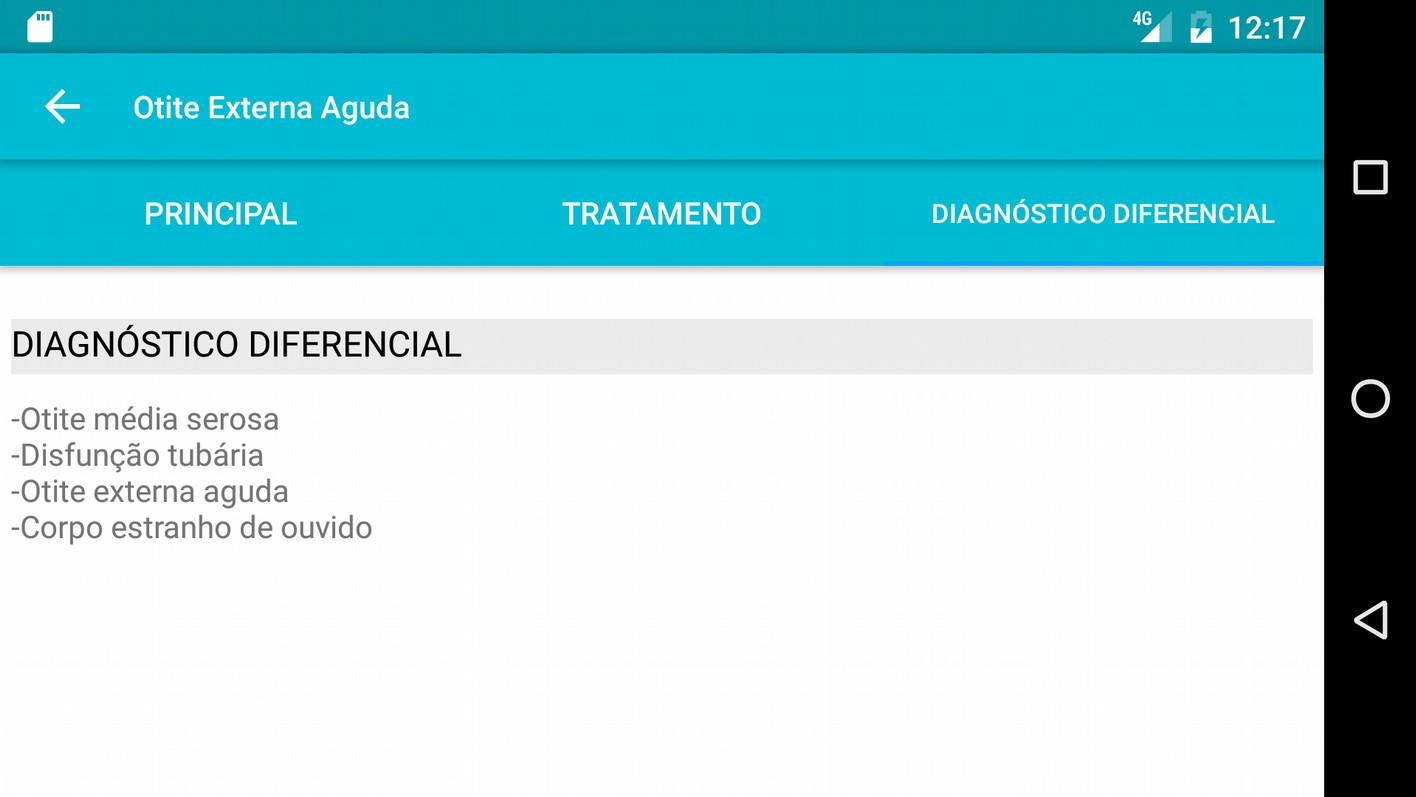 4G 12:17
Otite Externa Aguda
PRINCIPAL TRATAMENTO DIAGNÓSTICO DIFERENCIAL
DIAGNÓSTICO DIFERENCIAL
-Otite média serosa
-Disfunção tubária
-Otite externa aguda
-Corpo estranho de ouvido